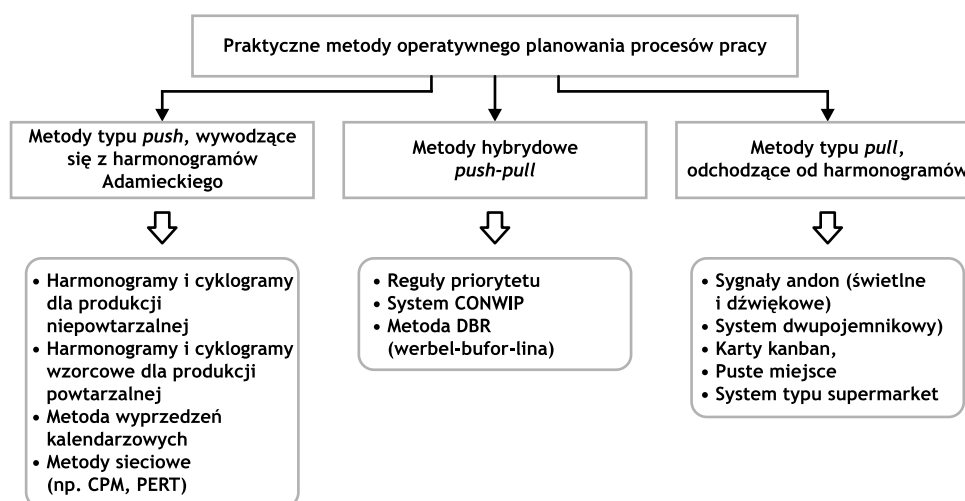 Praktyczne metody operatywnego planowania procesów pracy
Metody typu push, wywodzące
się z harmonogramów
Adamieckiego
Metody hybrydowe
push-pull
Metody typu pull,
odchodzące od harmonogramów
• Harmonogramy i cyklogramy
dla produkcji
niepowtarzalnej
• Harmonogramy i cyklogramy
wzorcowe dla produkcji
powtarzalnej
• Metoda wyprzedzeń
kalendarzowych
• Metody sieciowe
(np. CPM, PERT)
• Reguły priorytetu
• System CONWIP
• Metoda DBR
(werbel-bufor-lina)
• Sygnały andon (świetlne
i dźwiękowe)
• System dwupojemnikowy)
• Karty kanban,
• Puste miejsce
• System typu supermarket